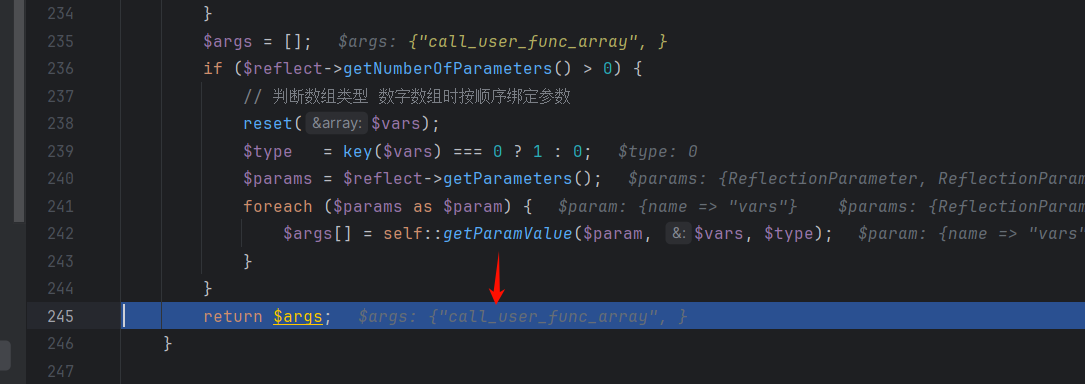 234 }
235 $args = []; $args: {"call_user_func_array", }
236 if ($reflect->getNumberOfParameters() > 0) {
237 // 判断数组类型 数字数组时按顺序绑定参数
238 reset( &array: $vars);
239 $type = key($vars) === 0 ? 1 : 0; $type: 0
240 $params = $reflect->getParameters(); $params: {ReflectionParameter, ReflectionParam
241 foreach ($params as $param) { $param: {name => "vars"} $params: {ReflectionParam
242 $args[] = self::getParamValue($param, &: $vars, $type); $param: {name => "vars"
243 }
244 }
245 return $args; $args: {"call_user_func_array", }
246 }
247